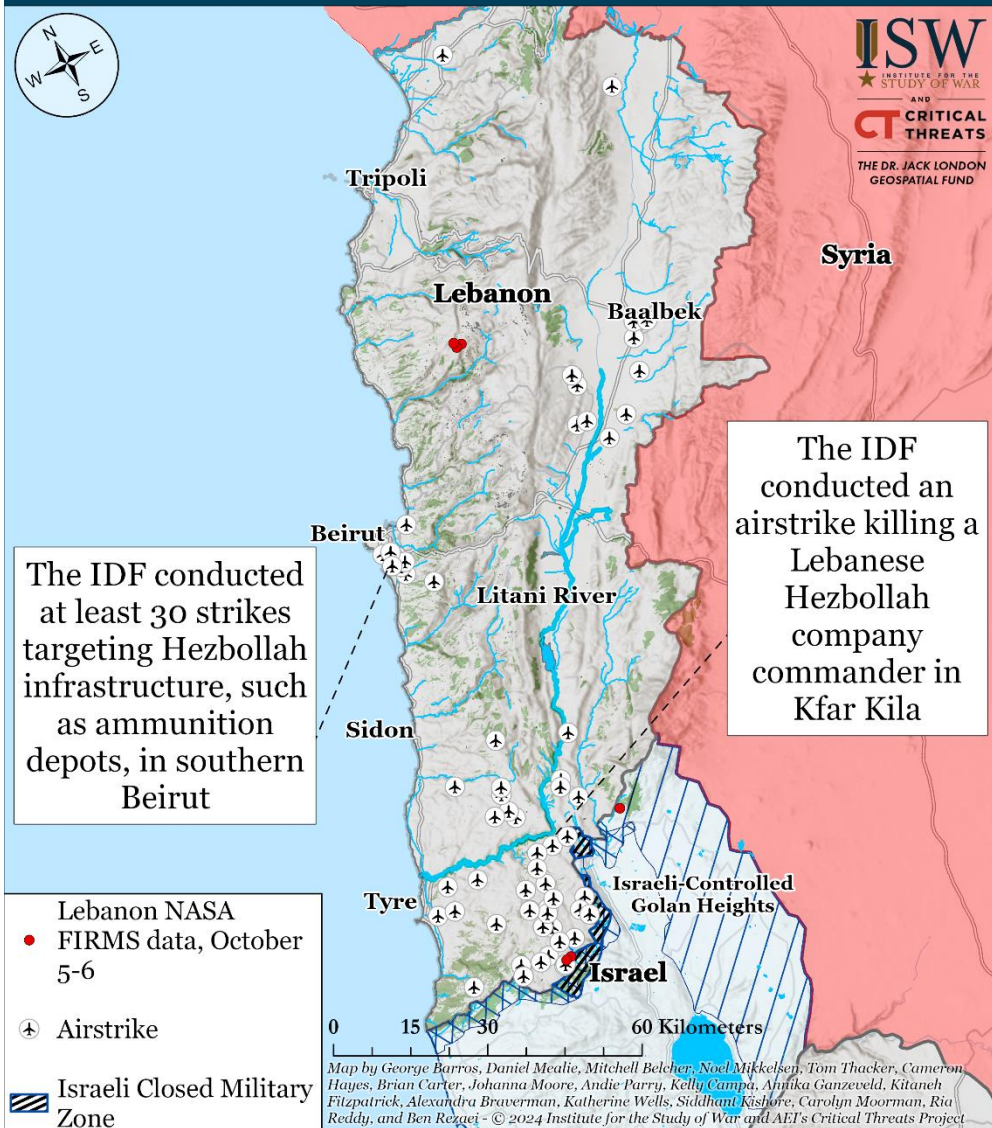 N
E
W
S
ISW
INSTITUTE FOR THE
STUDY OF WAR
AND
CT CRITICAL
THREATS
THE DR. JACK LONDON
GEOSPATIAL FUND
Tripoli
Syria
Lebanon
Baalbek
The IDF
conducted an
airstrike killing a
Lebanese
Hezbollah
company
commander in
Kfar Kila
Beirut
The IDF conducted
at least 30 strikes
targeting Hezbollah
infrastructure, such
as ammunition
depots, in southern
Beirut
Litani River
Sidon
Tyre
Israeli-Controlled
Golan Heights
Israel
Lebanon NASA
FIRMS data, October
5-6
Airstrike
Israeli Closed Military
Zone
0 15 30 60 Kilometers
Map by George Barros, Daniel Mealie, Mitchell Belcher, Noel Mikkelsen, Tom Thacker, Cameron
Hayes, Brian Carter, Johanna Moore, Andie Parry, Kelly Campa, Annika Ganzeveld, Kitaneh
Fitzpatrick, Alexandra Braverman, Katherine Wells, Siddhant Kishore, Carolyn Moorman, Ria
Reddy, and Ben Rezaei - © 2024 Institute for the Study of War and AEI's Critical Threats Project